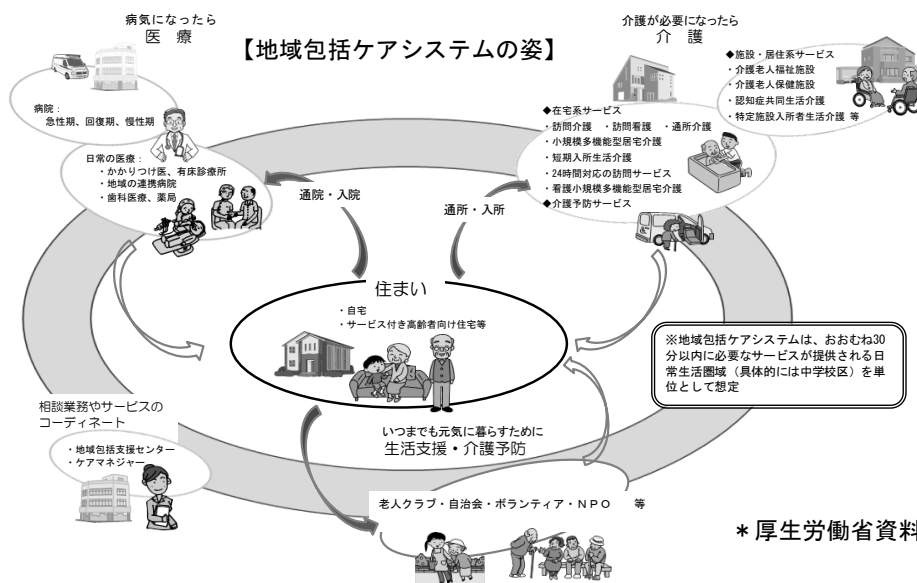 【地域包括ケアシステムの姿】
病気になったら
医 療
病院：
急性期、回復期、慢性期
日常の医療：
・かかりつけ医、有床診療所
・地域の連携病院
・歯科医療、薬局
通院・入院
介護が必要になったら
介 護
◆施設・居住系サービス
・介護老人福祉施設
・介護老人保健施設
・認知症共同生活介護
・特定施設入所者生活介護 等
◆在宅系サービス
・訪問介護 ・訪問看護 ・通所介護
・小規模多機能型居宅介護
・短期入所生活介護
・24時間対応の訪問サービス
・看護小規模多機能型居宅介護
◆介護予防サービス
通所・入所
住まい
・自宅
・サービス付き高齢者向け住宅等
※地域包括ケアシステムは、おおむね30
分以内に必要なサービスが提供される日
常生活圏域（具体的には中学校区）を単
位として想定
相談業務やサービスの
コーディネート
・地域包括支援センター
・ケアマネジャー
いつまでも元気に暮らすために
生活支援・介護予防
老人クラブ・自治会・ボランティア・ＮＰＯ 等
＊厚生労働省資料